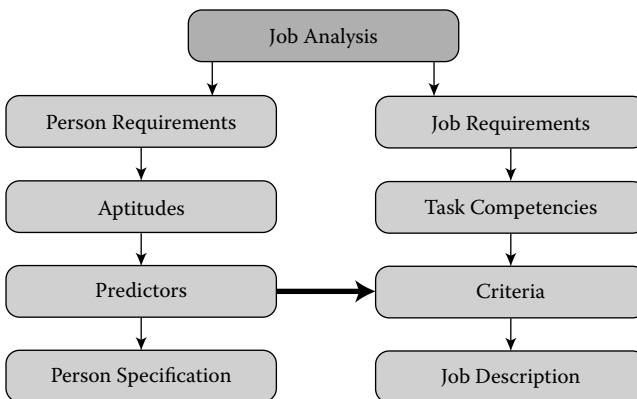 Job Analysis
Person Requirements
Job Requirements
Aptitudes
Task Competencies
Predictors
Criteria
Person Specification
Job Description